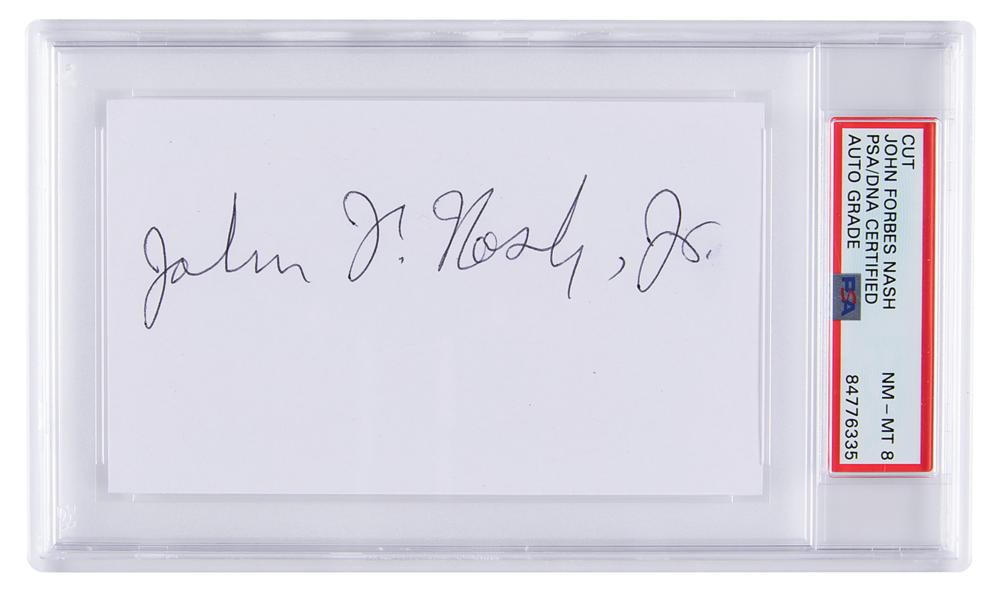 John F. Nash, Jr.
CUT
JOHN FORBES NASH
PSA/DNA CERTIFIED
AUTO GRADE
NM – MT 8
84776335
PSA